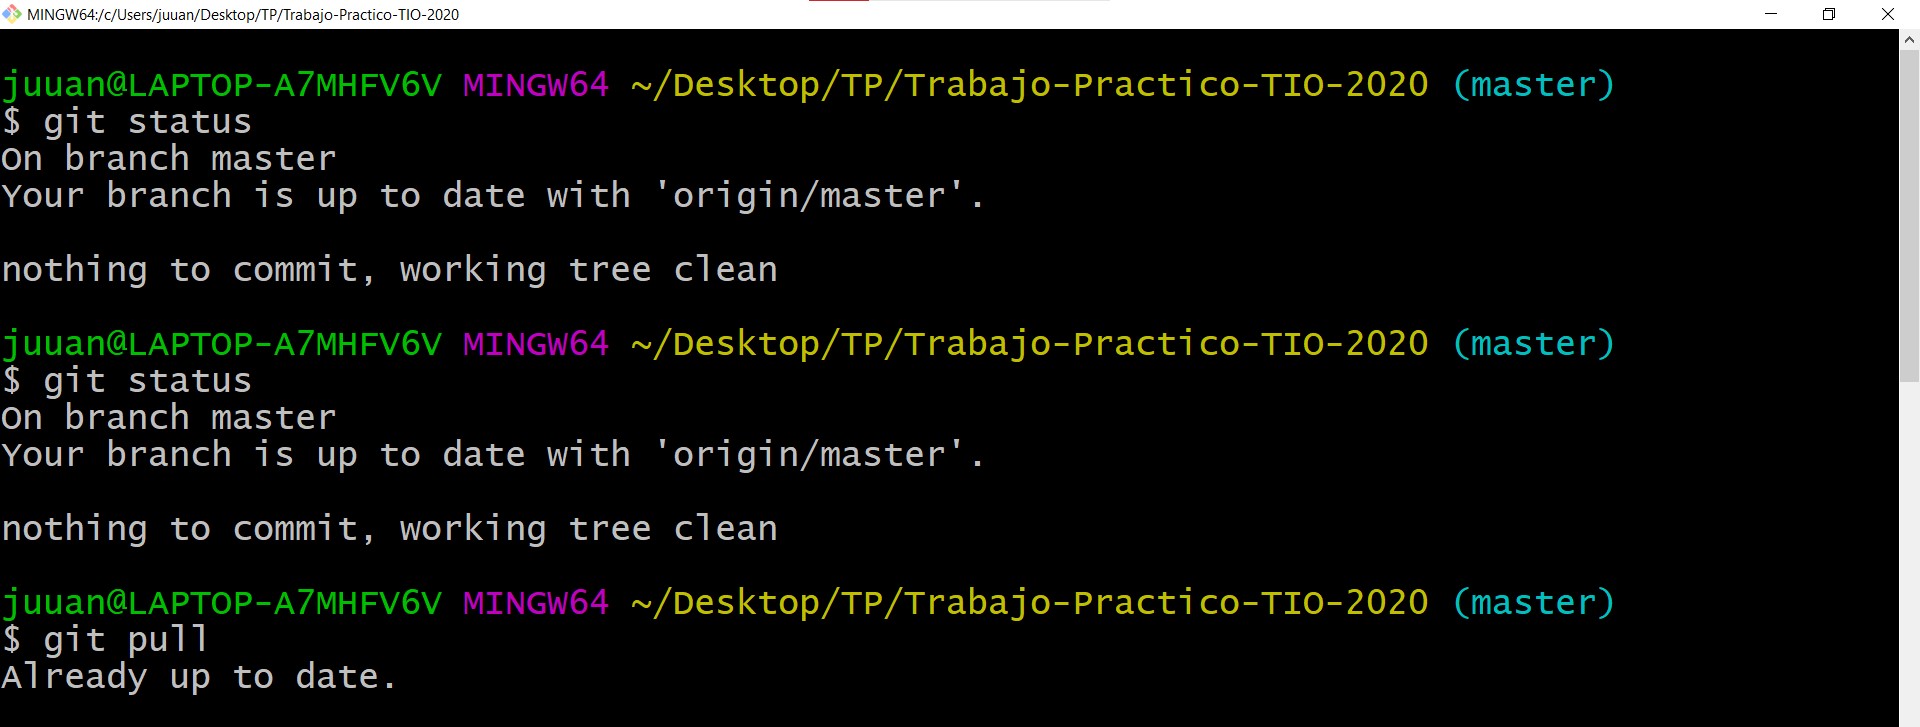 MINGW64:/c/Users/juuan/Desktop/TP/Trabajo-Practico-TIO-2020
juuan@LAPTOP-A7MHFV6V MINGW64 ~/Desktop/TP/Trabajo-Practico-TIO-2020 (master)
$ git status
On branch master
Your branch is up to date with 'origin/master'.
nothing to commit, working tree clean
juuan@LAPTOP-A7MHFV6V MINGW64 ~/Desktop/TP/Trabajo-Practico-TIO-2020 (master)
$ git status
On branch master
Your branch is up to date with 'origin/master'.
nothing to commit, working tree clean
juuan@LAPTOP-A7MHFV6V MINGW64 ~/Desktop/TP/Trabajo-Practico-TIO-2020 (master)
$ git pull
Already up to date.